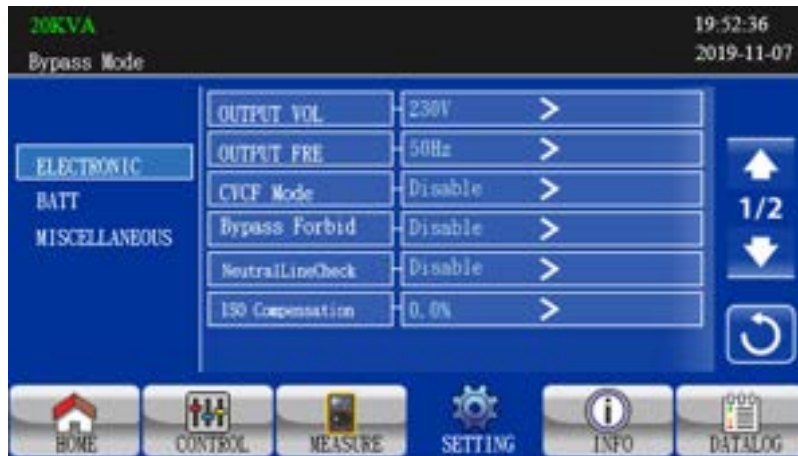 20KVA
19:52:36
Bypass Mode
2019-11-07
OUTPUT VOL 230V >
ELECTRONIC
OUTPUT FRE 50Hz >
BATT
CVCF Mode Disable >
1/2
MISCELLANEOUS
Bypass Forbid Disable >
NeutralLineCheck Disable >
ISO Compensation 0.0% >
HOME CONTROL MEASURE SETTING INFO DATALOG